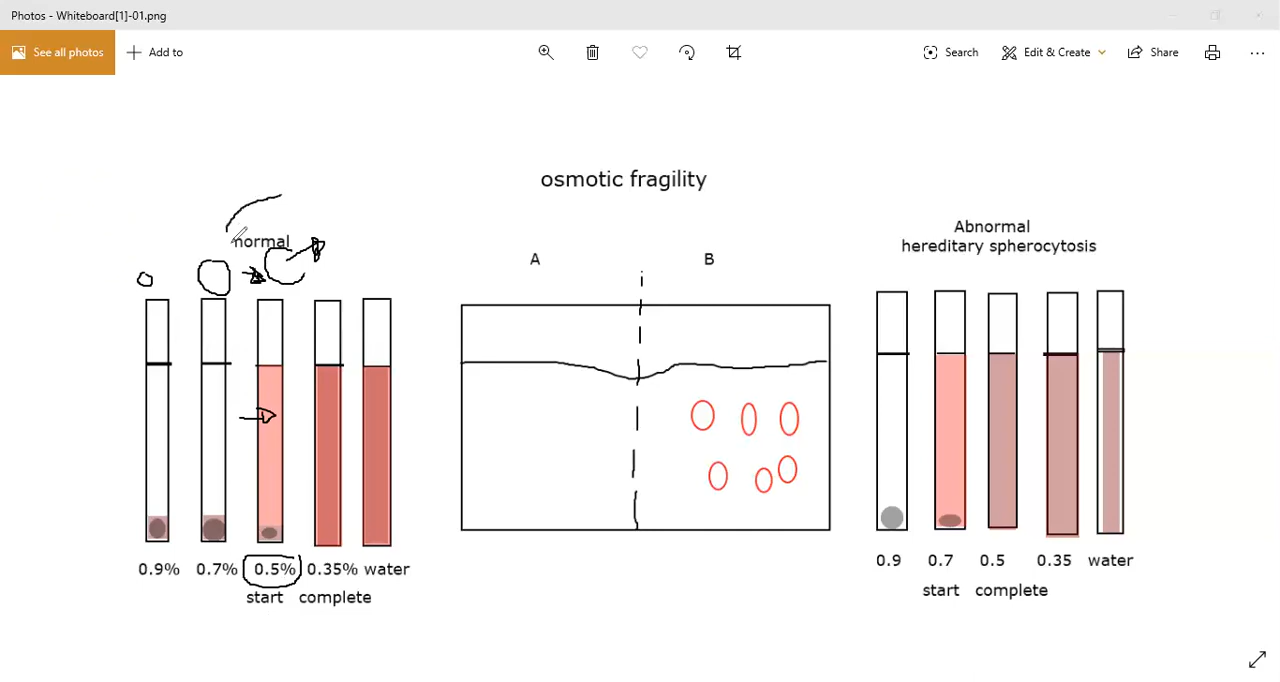 Photos - Whiteboard[1]-01.png
See all photos
Add to
Search
Edit & Create
Share
osmotic fragility
normal
A
B
Abnormal
hereditary spherocytosis
0.9% 0.7% 0.5% 0.35% water
start complete
0.9 0.7 0.5 0.35 water
start complete